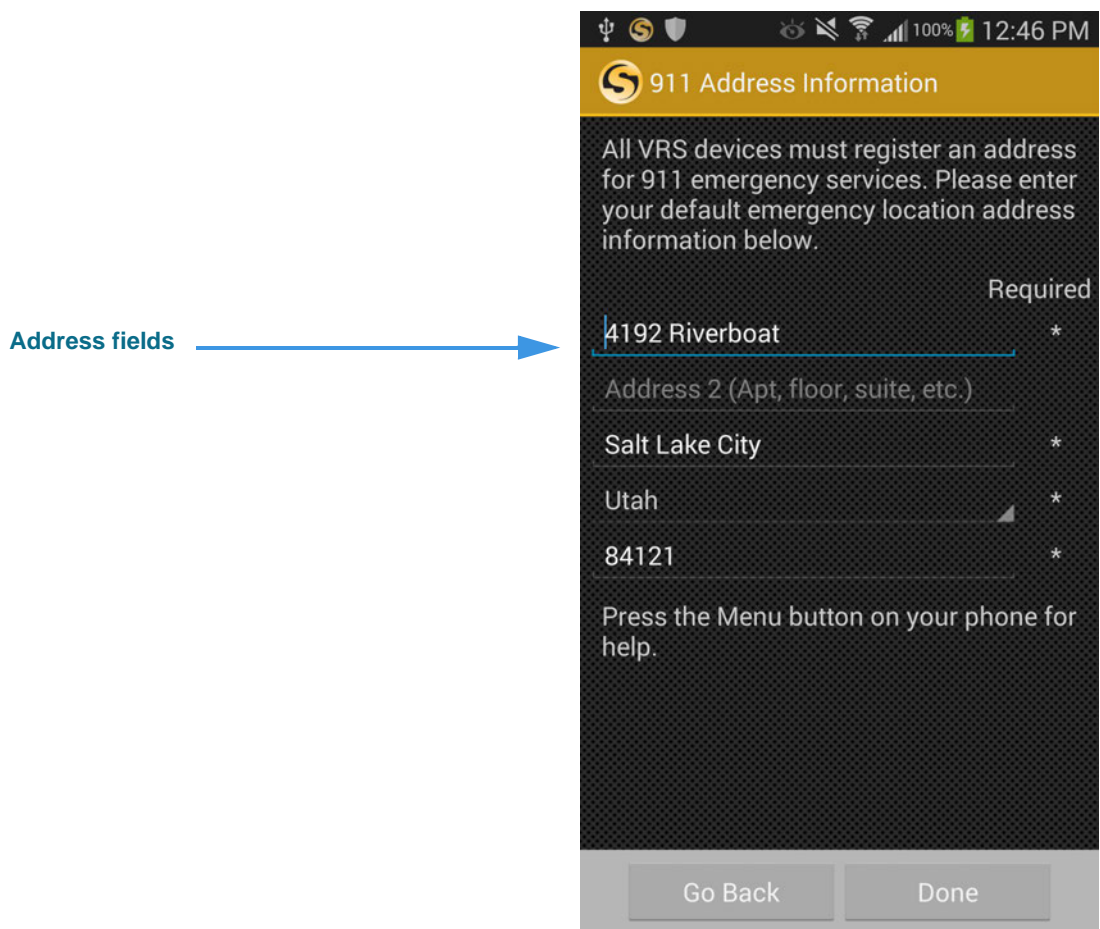 100% 12:46 PM
911 Address Information
All VRS devices must register an address
for 911 emergency services. Please enter
your default emergency location address
information below.
Required
Address fields
4192 Riverboat *
Address 2 (Apt, floor, suite, etc.)
Salt Lake City *
Utah *
84121 *
Press the Menu button on your phone for
help.
Go Back Done